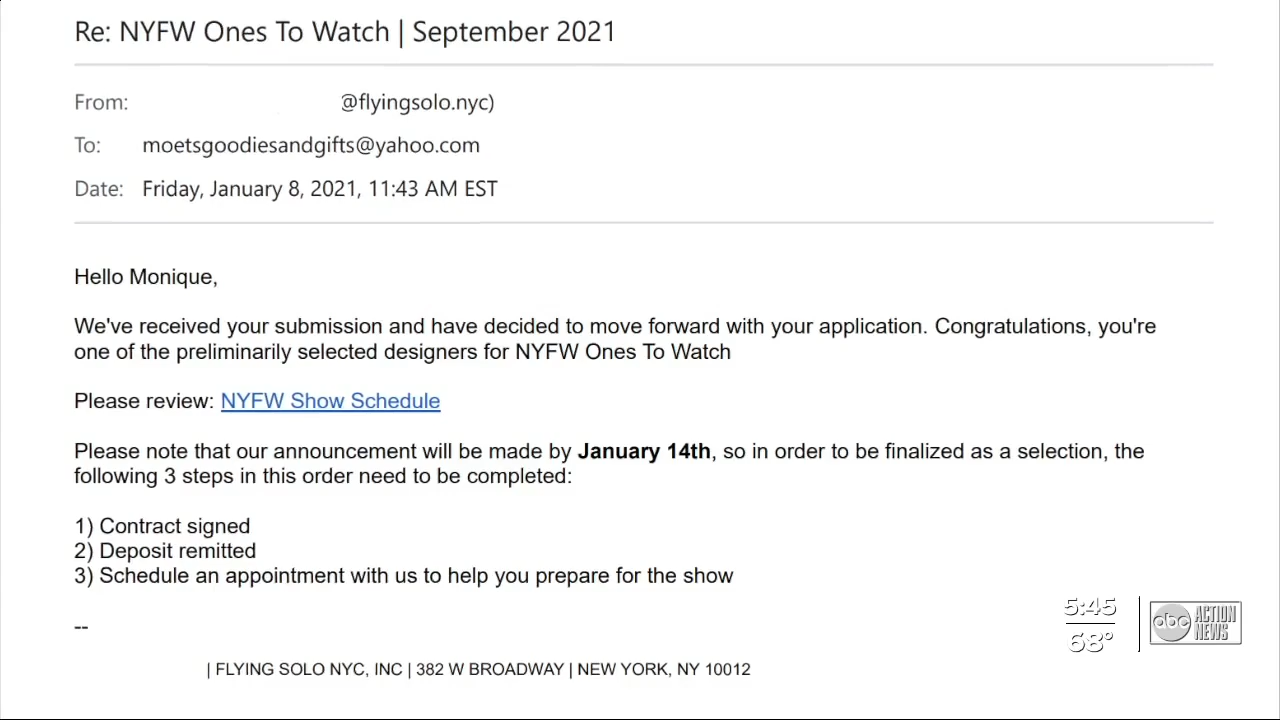 Re: NYFW Ones To Watch | September 2021
From: @flyingsolo.nyc)
To: moetsgoodiesandgifts@yahoo.com
Date: Friday, January 8, 2021, 11:43 AM EST
Hello Monique,
We've received your submission and have decided to move forward with your application. Congratulations, you're
one of the preliminarily selected designers for NYFW Ones To Watch
Please review: NYFW Show Schedule
Please note that our announcement will be made by January 14th, so in order to be finalized as a selection, the
following 3 steps in this order need to be completed:
1) Contract signed
2) Deposit remitted
3) Schedule an appointment with us to help you prepare for the show
--
| FLYING SOLO NYC, INC | 382 W BROADWAY | NEW YORK, NY 10012
5:45
68°
abc ACTION
NEWS